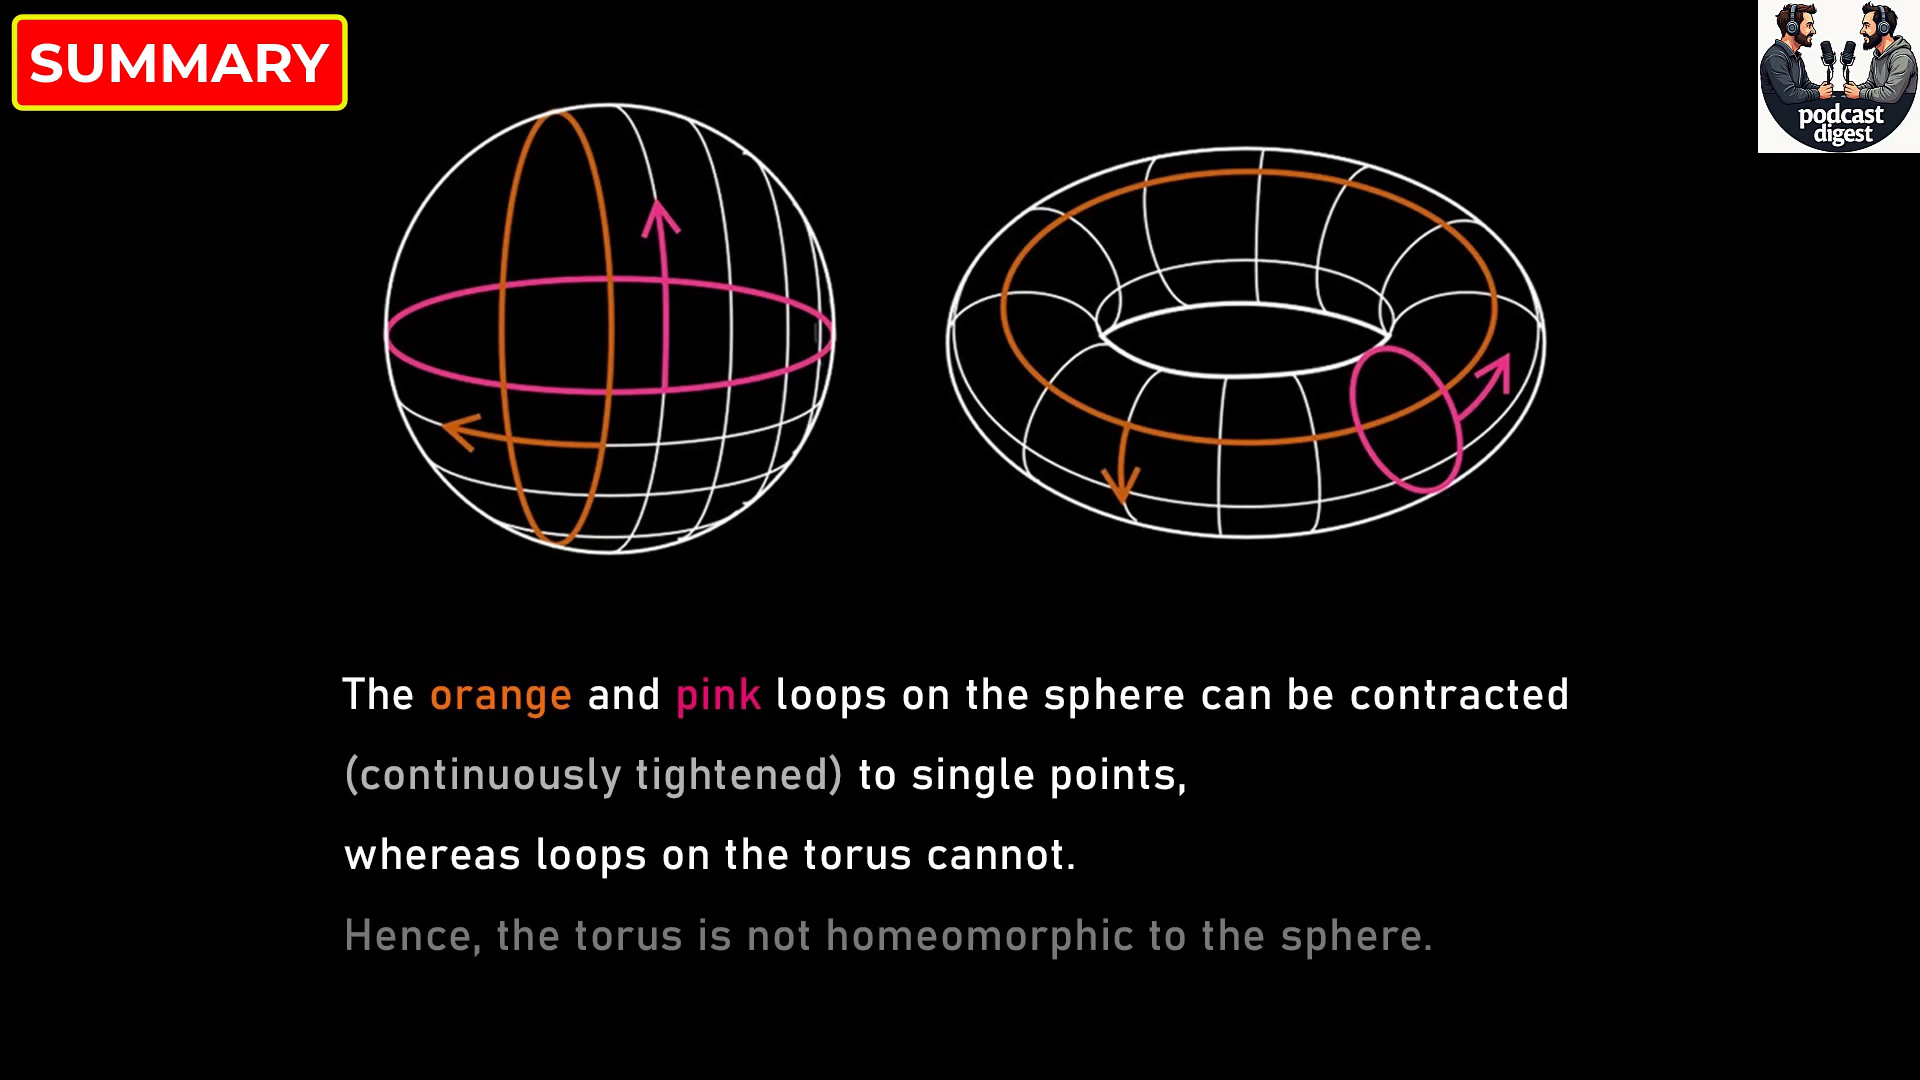 SUMMARY
podcast
digest
The orange and pink loops on the sphere can be contracted
(continuously tightened) to single points,
whereas loops on the torus cannot.
Hence, the torus is not homeomorphic to the sphere.